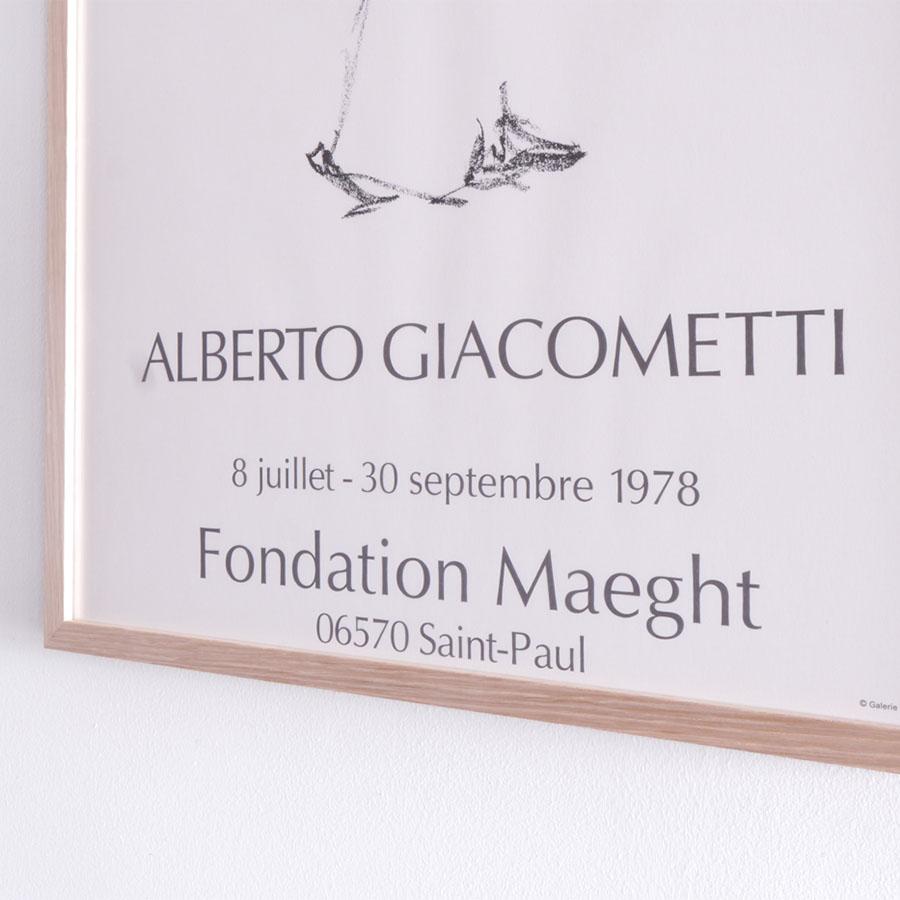 ALBERTO GIACOMETTI
8 juillet - 30 septembre 1978
Fondation Maeght
06570 Saint-Paul
© Galerie